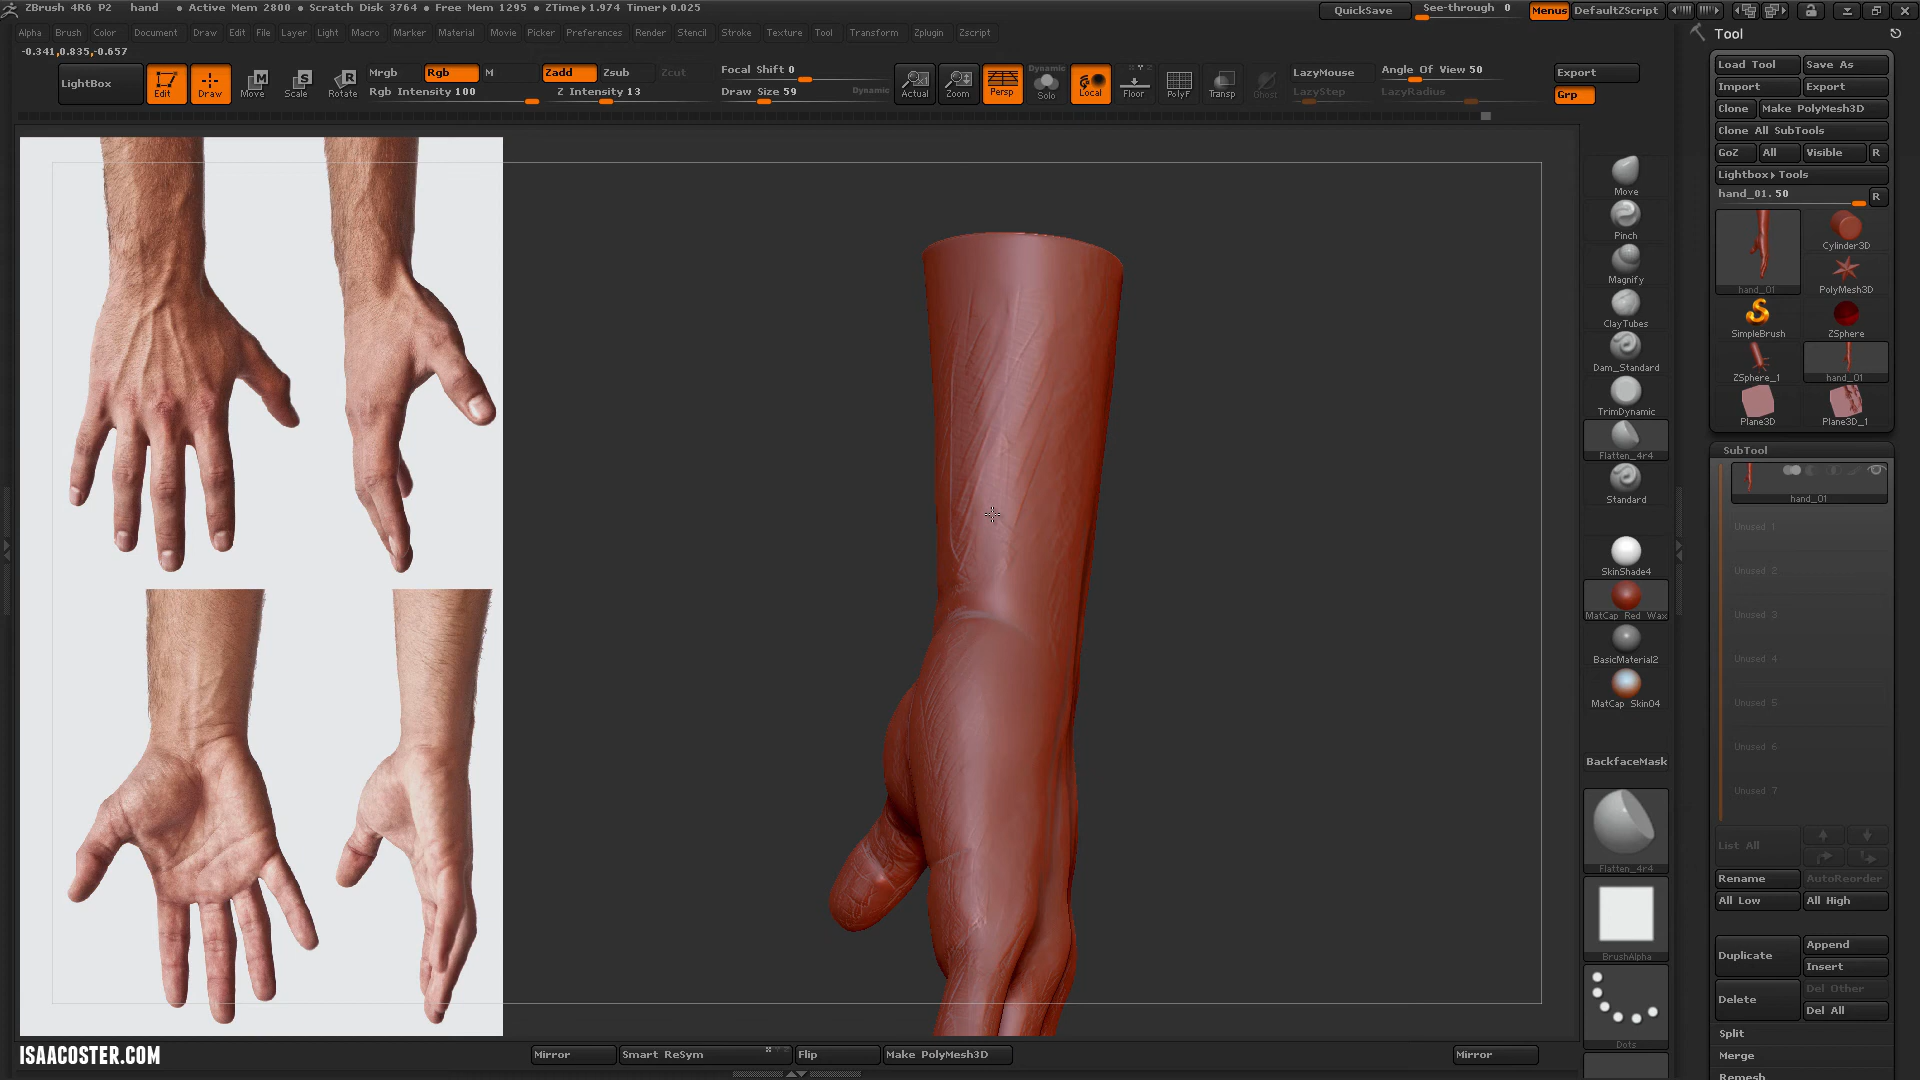 ZBrush 4R6 P2 hand • Active Mem 2800 • Scratch Disk 3764 • Free Mem 1295 • ZTime▸1.974 Timer▸0.025
QuickSave See-through 0 Menus DefaultZScript
Alpha Brush Color Document Draw Edit File Layer Light Macro Marker Material Movie Picker Preferences Render Stencil Stroke Texture Tool Transform Zplugin Zscript
-0.341,0.835,-0.657
LightBox Edit Draw Move Scale Rotate
Mrgb Rgb M Zadd Zsub Zcut
Rgb Intensity 100 Z Intensity 13
Focal Shift 0
Draw Size 59 Dynamic
Actual Zoom Persp Dynamic Solo Local Floor PolyF Transp Ghost
LazyMouse Angle Of View 50
LazyStep LazyRadius
Export
Grp
Move
Pinch
Magnify
ClayTubes
Dam_Standard
TrimDynamic
Flatten_4r4
Standard
SkinShade4
MatCap Red Wax
BasicMaterial2
MatCap Skin04
BackfaceMask
Flatten_4r4
BrushAlpha
Dots
Tool
Load Tool Save As
Import Export
Clone Make PolyMesh3D
Clone All SubTools
GoZ All Visible R
Lightbox▸Tools
hand_01. 50 R
hand_01 Cylinder3D
PolyMesh3D
SimpleBrush ZSphere
ZSphere_1 hand_01
Plane3D Plane3D_1
SubTool
hand_01
Unused 1
Unused 2
Unused 3
Unused 4
Unused 5
Unused 6
Unused 7
List All
Rename AutoReorder
All Low All High
Duplicate Append
Insert
Delete Del Other
Del All
Split
Merge
Remesh
ISAACOSTER.COM
Mirror Smart ReSym Flip Make PolyMesh3D Mirror